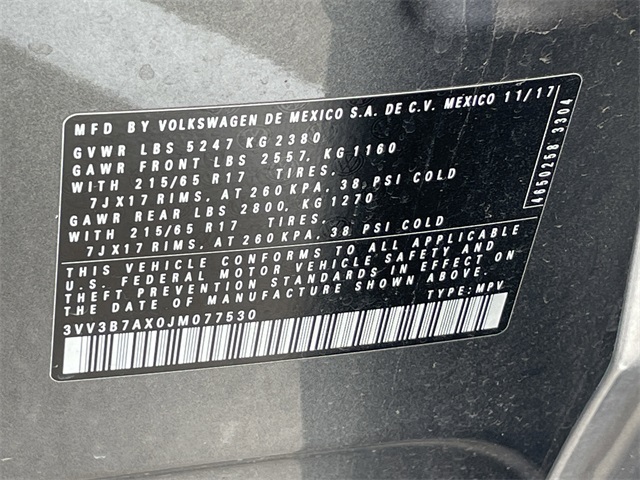 MFD BY VOLKSWAGEN DE MEXICO S.A. DE C.V. MEXICO 11/17
GVWR LBS 5247 KG 2380
GAWR FRONT LBS 2557, KG 1160
WITH 215/65 R17 TIRES,
7JX17 RIMS, AT 260 KPA, 38 PSI COLD
GAWR REAR LBS 2800, KG 1270
WITH 215/65 R17 TIRES,
7JX17 RIMS, AT 260 KPA, 38 PSI COLD
THIS VEHICLE CONFORMS TO ALL APPLICABLE
U.S. FEDERAL MOTOR VEHICLE SAFETY AND
THEFT PREVENTION STANDARDS IN EFFECT ON
THE DATE OF MANUFACTURE SHOWN ABOVE.
3VV3B7AX0JM077530 TYPE: MPV
4650258 3304